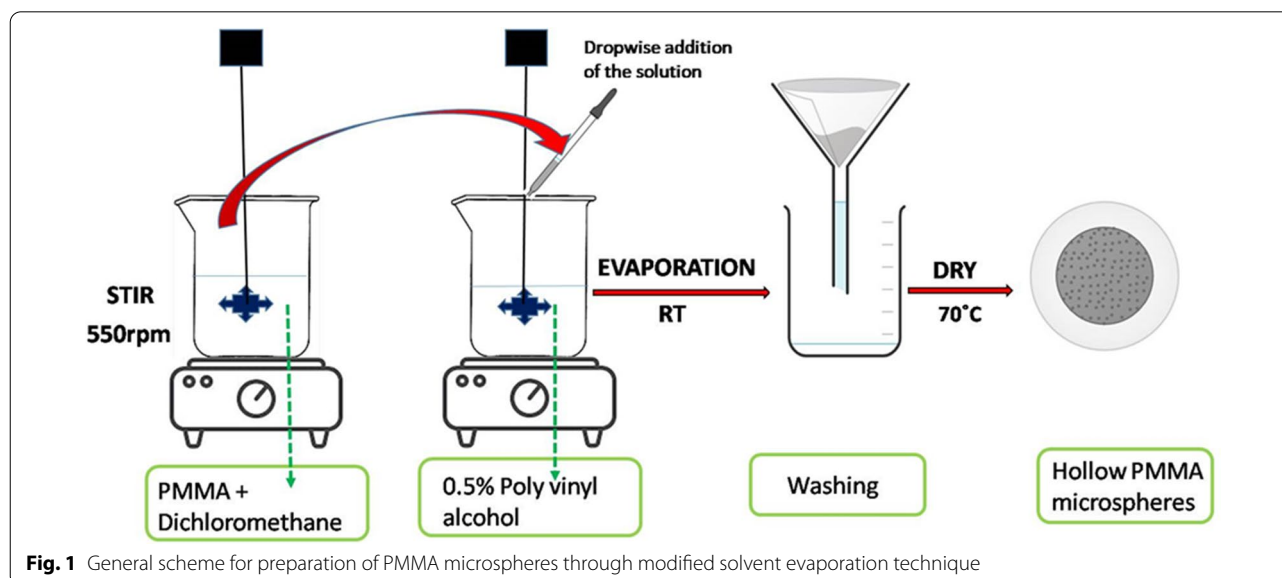 Dropwise addition
of the solution
STIR
550rpm
EVAPORATION
RT
DRY
70˚C
PMMA +
Dichloromethane
0.5% Poly vinyl
alcohol
Washing
Hollow PMMA
microspheres
Fig. 1 General scheme for preparation of PMMA microspheres through modified solvent evaporation technique